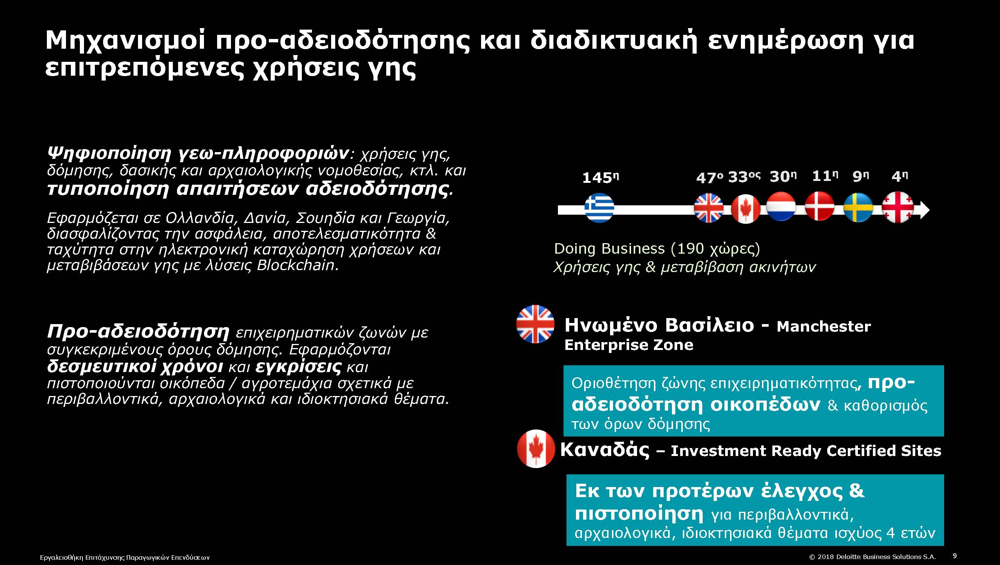 Μηχανισμοί προ-αδειοδότησης και διαδικτυακή ενημέρωση για
επιτρεπόμενες χρήσεις γης
Ψηφιοποίηση γεω-πληροφοριών: χρήσεις γης,
δόμησης, δασικής και αρχαιολογικής νομοθεσίας, κτλ. και
τυποποίηση απαιτήσεων αδειοδότησης.
Εφαρμόζεται σε Ολλανδία, Δανία, Σουηδία και Γεωργία,
διασφαλίζοντας την ασφάλεια, αποτελεσματικότητα &
ταχύτητα στην ηλεκτρονική καταχώρηση χρήσεων και
μεταβιβάσεων γης με λύσεις Blockchain.
Προ-αδειοδότηση επιχειρηματικών ζωνών με
συγκεκριμένους όρους δόμησης. Εφαρμόζονται
δεσμευτικοί χρόνοι και εγκρίσεις και
πιστοποιούνται οικόπεδα / αγροτεμάχια σχετικά με
περιβαλλοντικά, αρχαιολογικά και ιδιοκτησιακά θέματα.
145η 47ο 33ος 30η 11η 9η 4η
Doing Business (190 χώρες)
Χρήσεις γης & μεταβίβαση ακινήτων
Ηνωμένο Βασίλειο - Manchester
Enterprise Zone
Οριοθέτηση ζώνης επιχειρηματικότητας, προ-
αδειοδότηση οικοπέδων & καθορισμός
των όρων δόμησης
Καναδάς – Investment Ready Certified Sites
Εκ των προτέρων έλεγχος &
πιστοποίηση για περιβαλλοντικά,
αρχαιολογικά, ιδιοκτησιακά θέματα ισχύος 4 ετών
Εργαλειοθήκη Επιτάχυνσης Παραγωγικών Επενδύσεων
© 2018 Deloitte Business Solutions S.A. 9